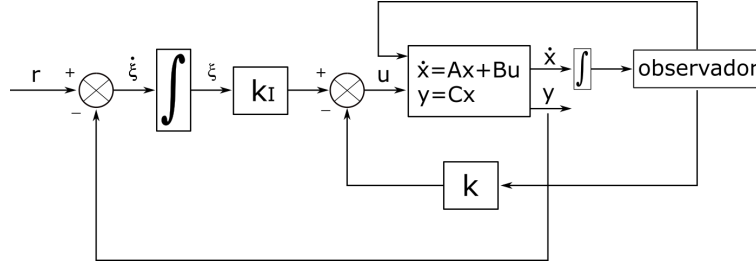 r
+
−
ξ̇
∫
ξ
kI
+
−
u
ẋ=Ax+Bu
y=Cx
ẋ
y
∫
observador
k